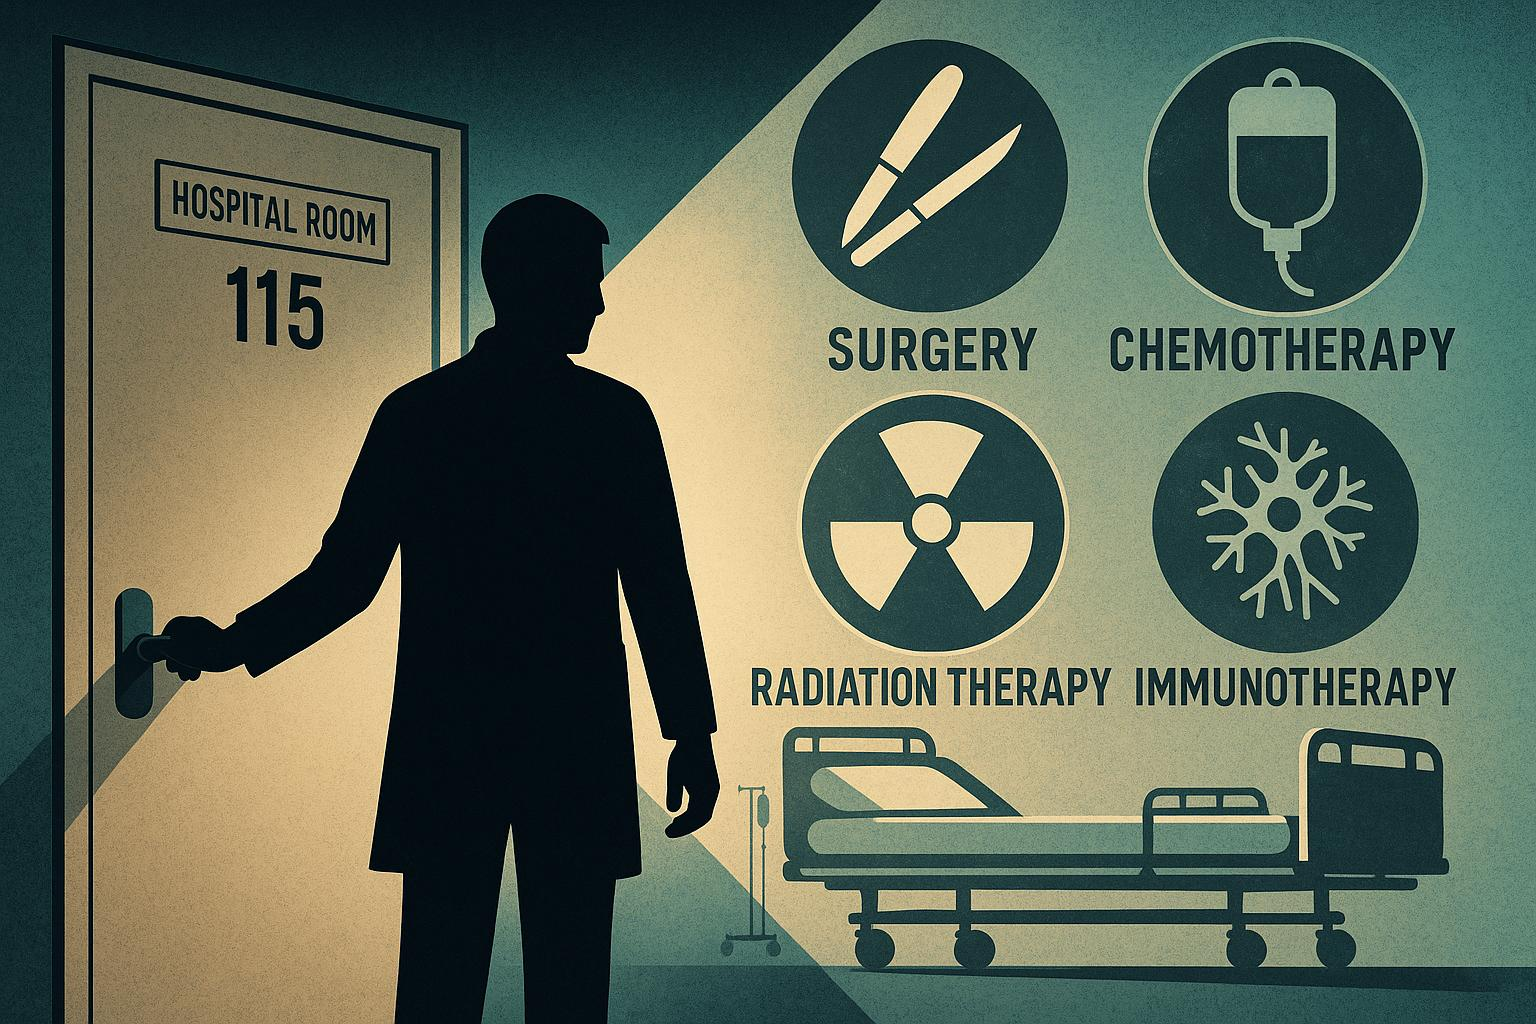 HOSPITAL ROOM
115
SURGERY
CHEMOTHERAPY
RADIATION THERAPY
IMMUNOTHERAPY